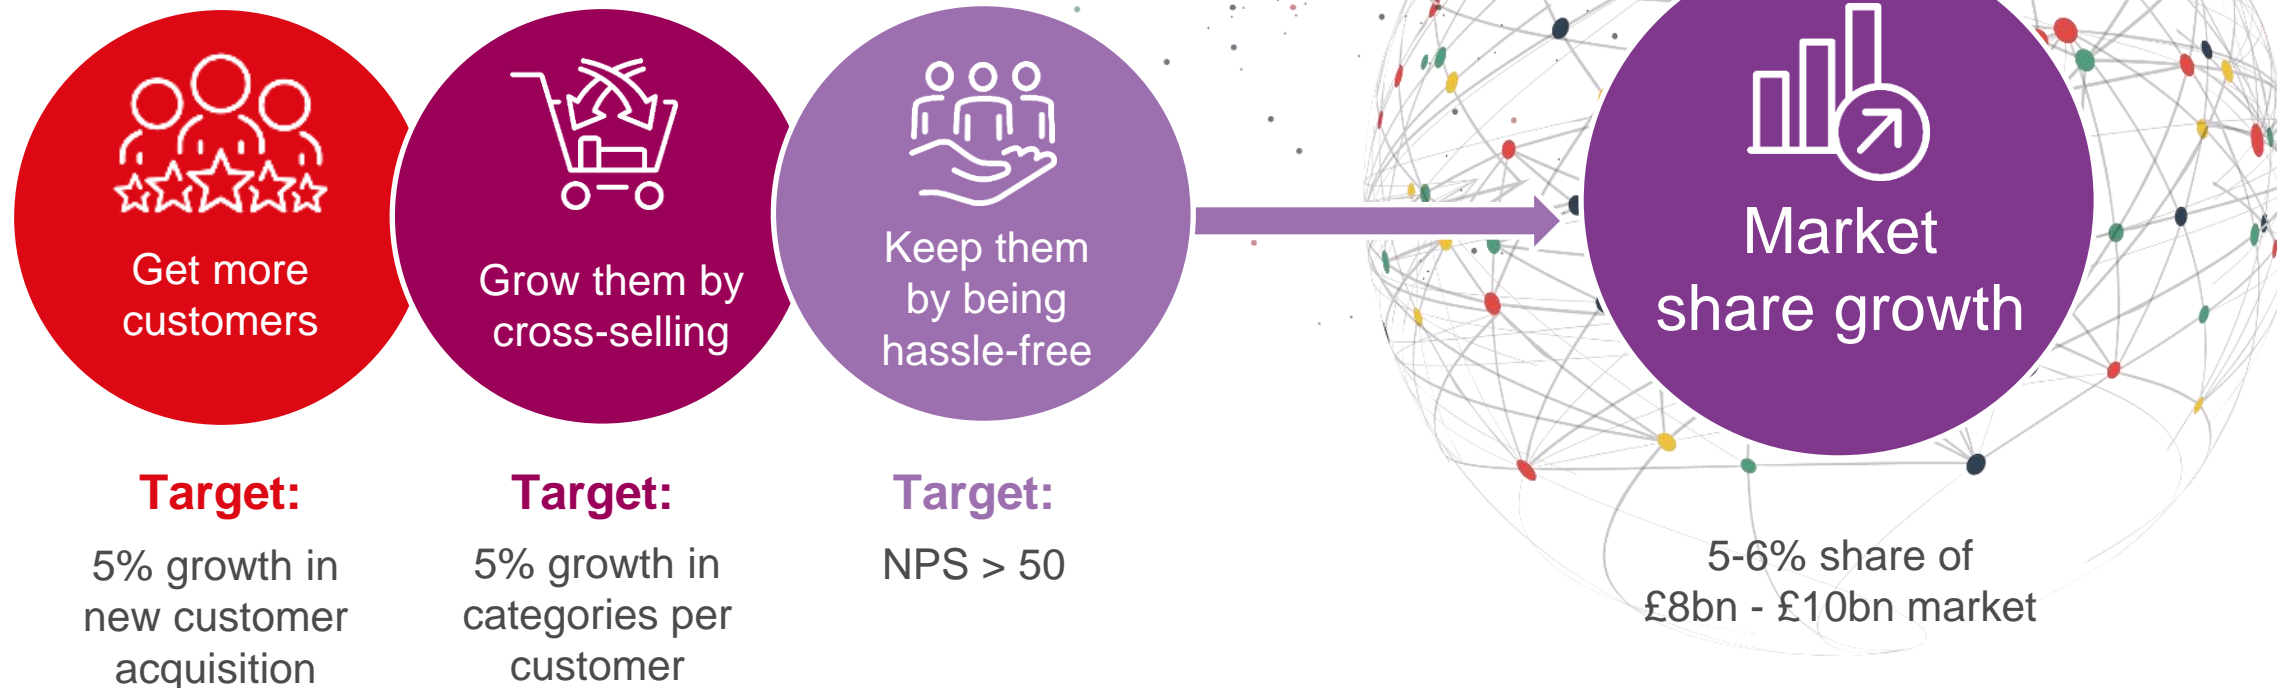 Get more
customers
Grow them by
cross-selling
Keep them
by being
hassle-free
Market
share growth
Target:
5% growth in
new customer
acquisition
Target:
5% growth in
categories per
customer
Target:
NPS > 50
5-6% share of
£8bn - £10bn market